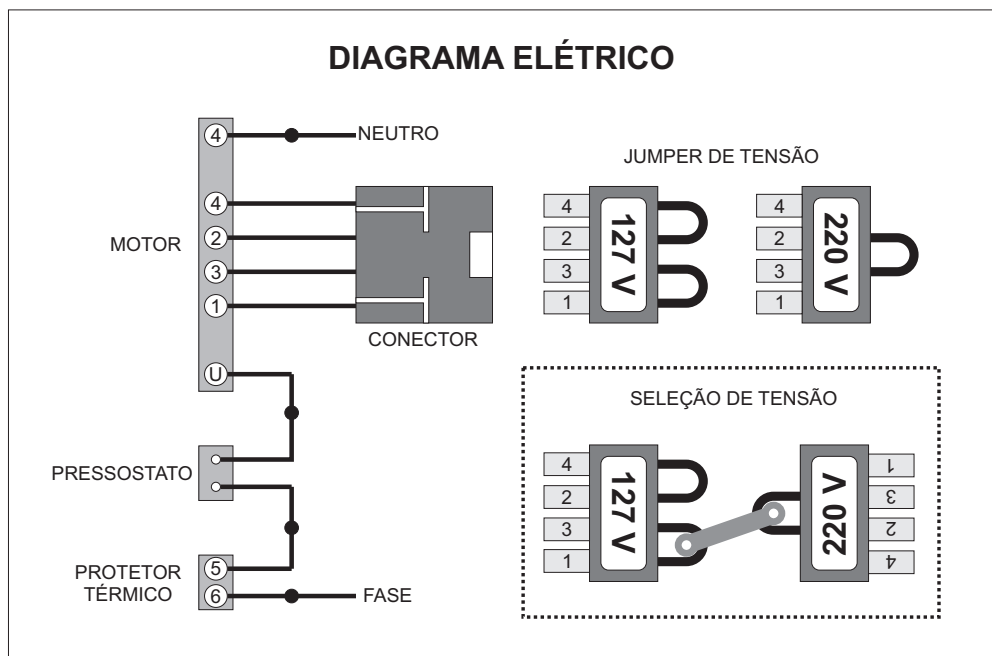 DIAGRAMA ELÉTRICO
4
NEUTRO
MOTOR
4
2
3
1
U
CONECTOR
PRESSOSTATO
PROTETOR
TÉRMICO
5
6
FASE
JUMPER DE TENSÃO
4
2
3
1
127 V
4
2
3
1
220 V
SELEÇÃO DE TENSÃO
4
2
3
1
127 V
220 V
1
3
2
4